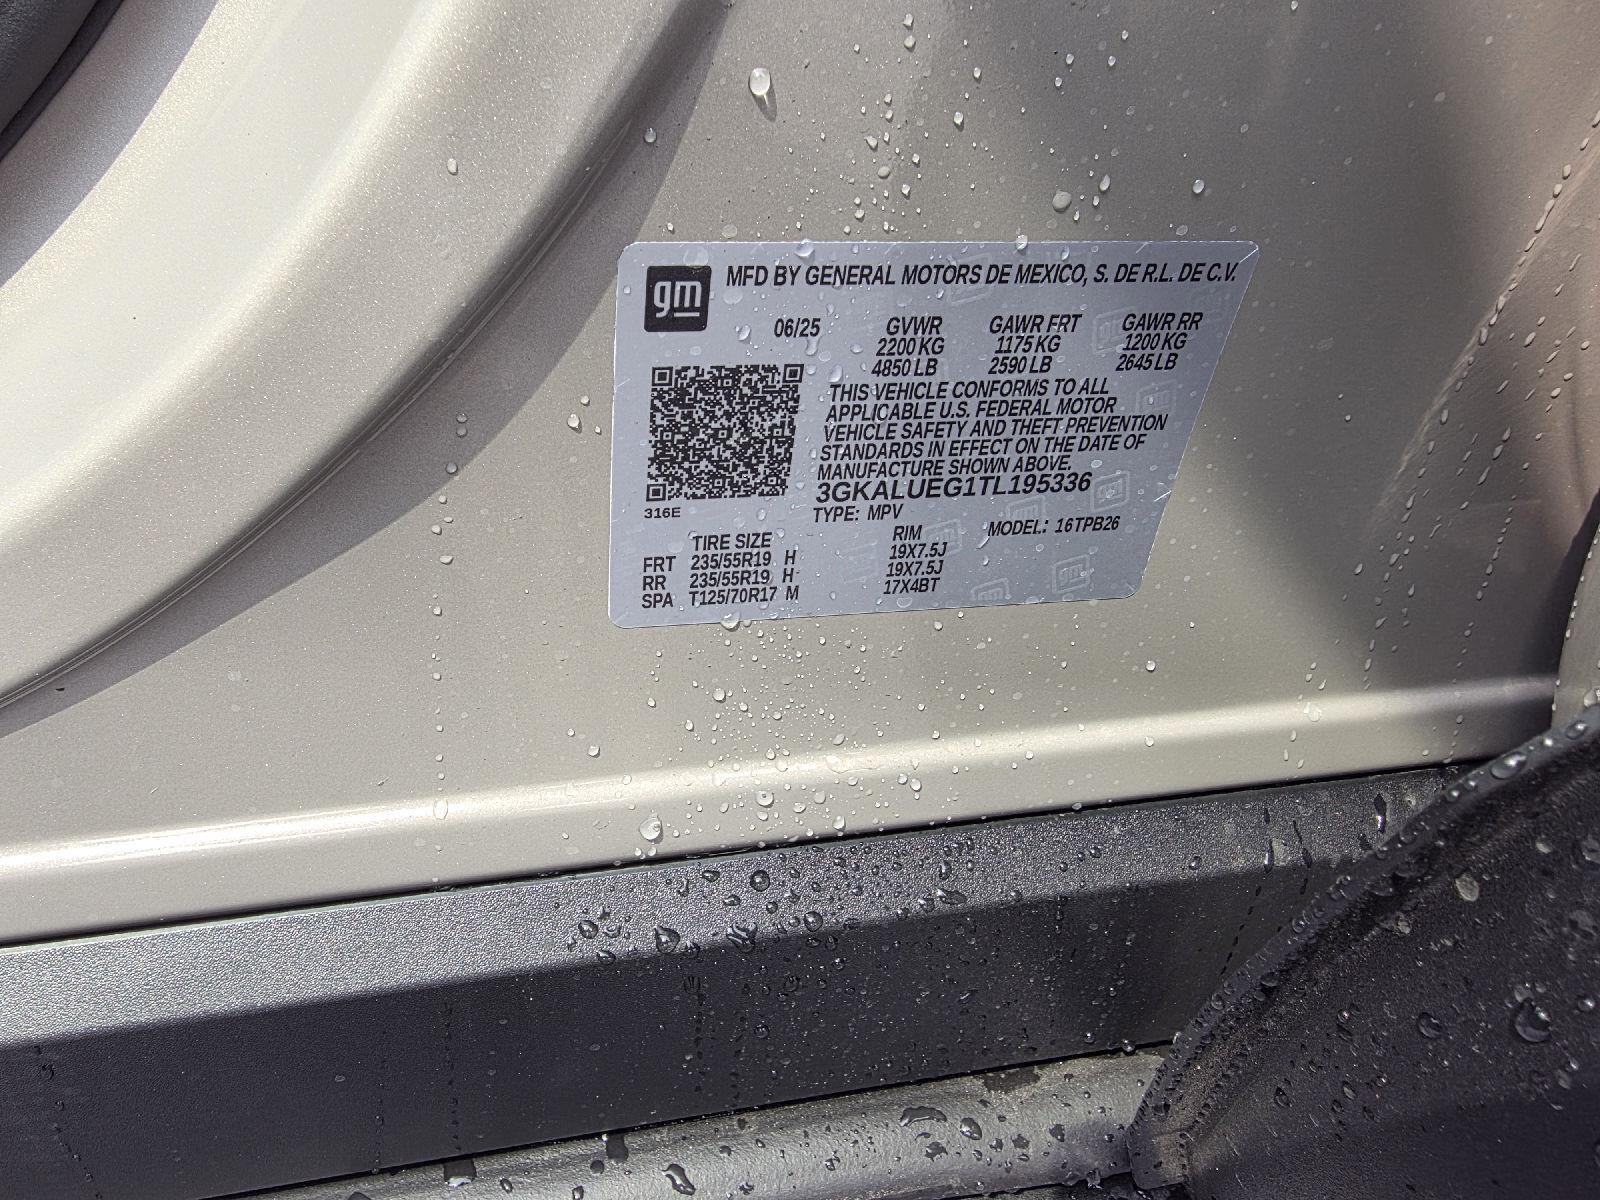 gm
MFD BY GENERAL MOTORS DE MEXICO, S. DE R.L. DE C.V.
06/25 GVWR GAWR FRT GAWR RR
2200 KG 1175 KG 1200 KG
4850 LB 2590 LB 2645 LB
THIS VEHICLE CONFORMS TO ALL
APPLICABLE U.S. FEDERAL MOTOR
VEHICLE SAFETY AND THEFT PREVENTION
STANDARDS IN EFFECT ON THE DATE OF
MANUFACTURE SHOWN ABOVE.
3GKALUEG1TL195336
316E
TYPE: MPV MODEL: 16TPB26
TIRE SIZE RIM
FRT 235/55R19 H 19X7.5J
RR 235/55R19 H 19X7.5J
SPA T125/70R17 M 17X4BT